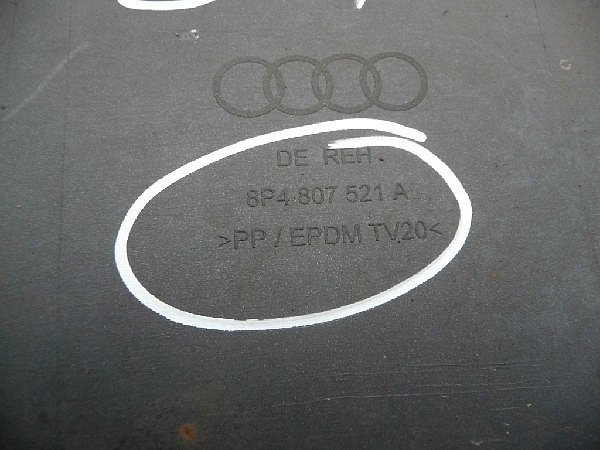 DE REH
8P4 807 521 A
>PP / EPDM TV20<